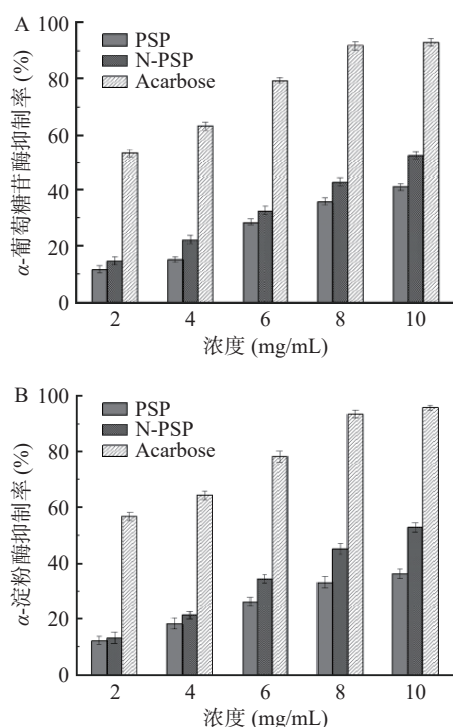 A
PSP
N-PSP
Acarbose
α-葡萄糖苷酶抑制率 (%)
100
80
60
40
20
0
2 4 6 8 10
浓度 (mg/mL)
B
PSP
N-PSP
Acarbose
α-淀粉酶抑制率 (%)
100
80
60
40
20
0
2 4 6 8 10
浓度 (mg/mL)